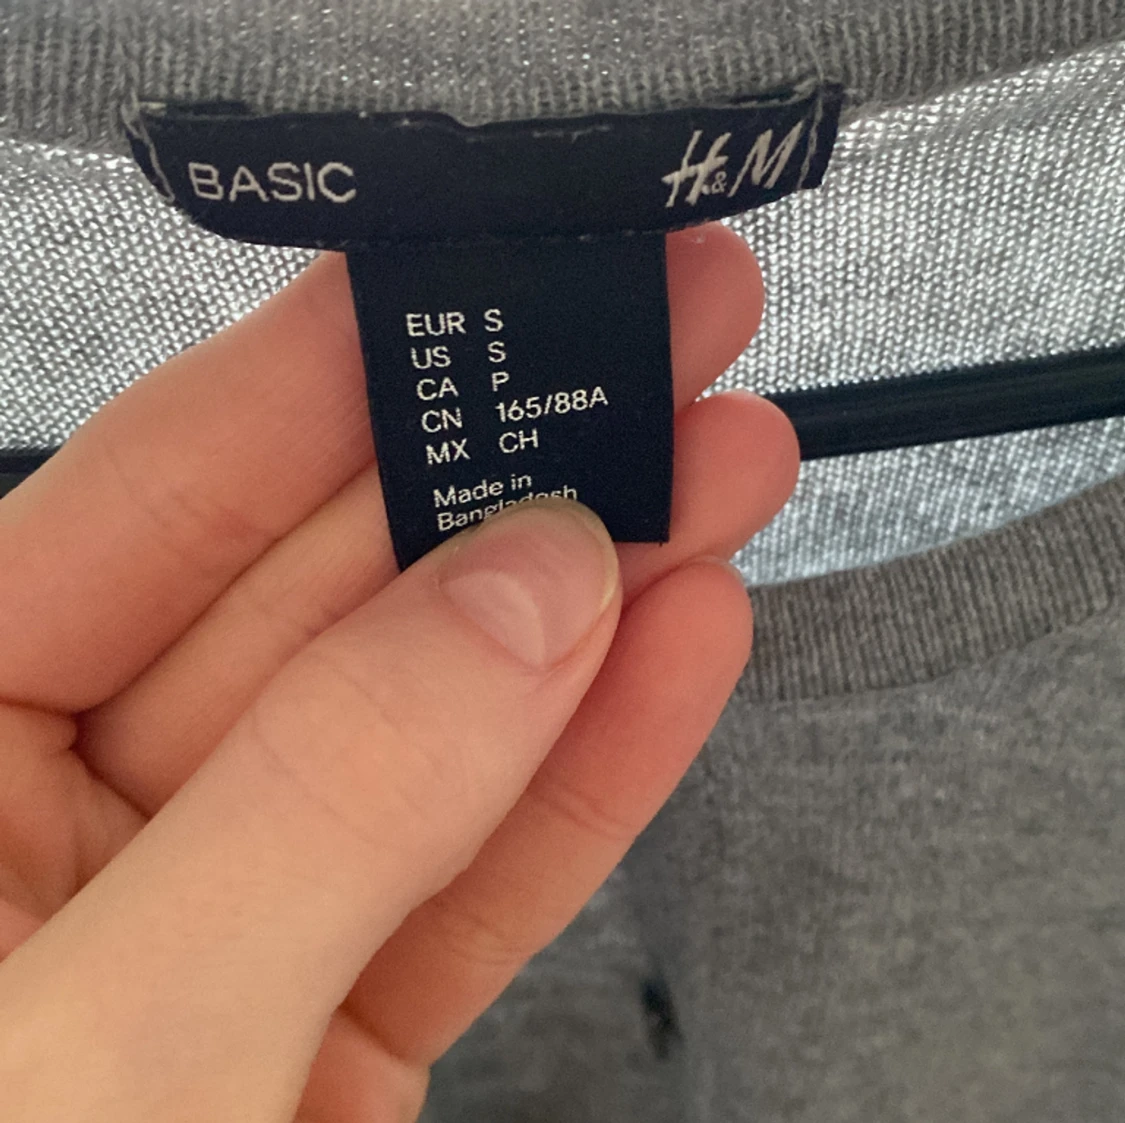 BASIC H&M
EUR S
US S
CA P
CN 165/88A
MX CH
Made in
Bangladesh